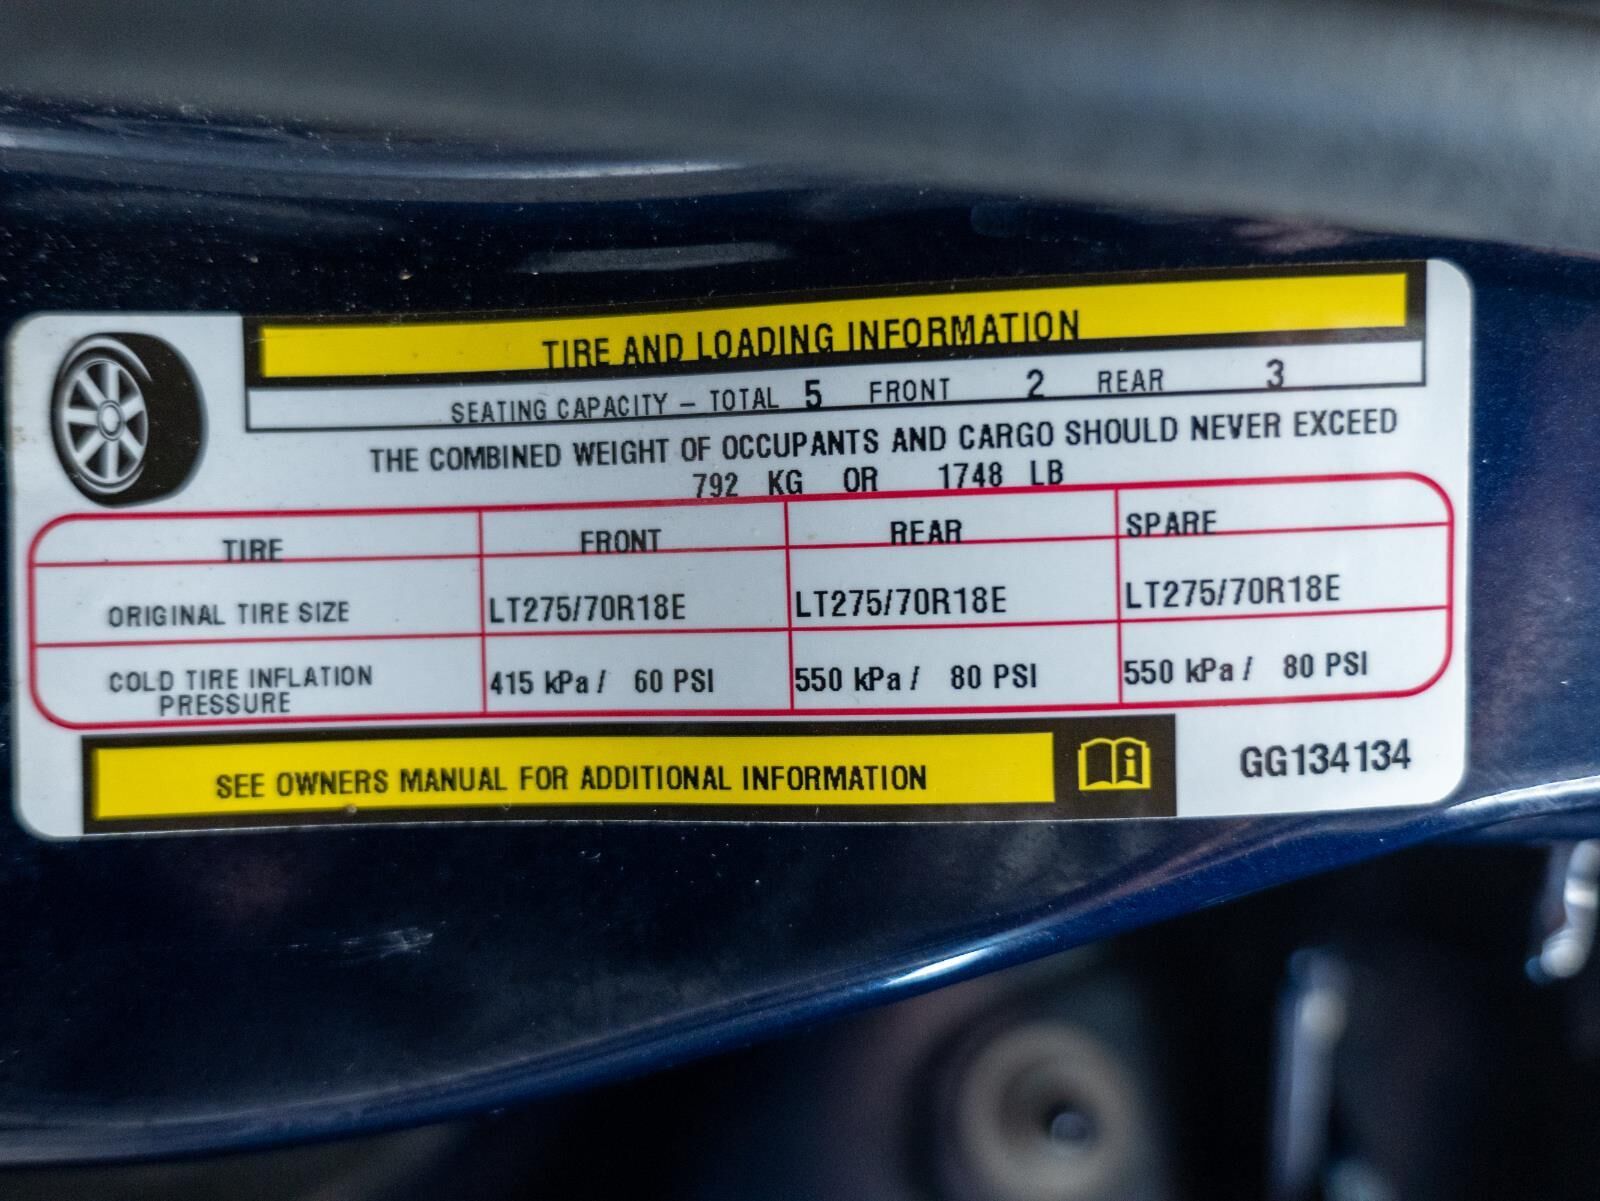 TIRE AND LOADING INFORMATION
SEATING CAPACITY – TOTAL 5 FRONT 2 REAR 3
THE COMBINED WEIGHT OF OCCUPANTS AND CARGO SHOULD NEVER EXCEED
792 KG OR 1748 LB
TIRE FRONT REAR SPARE
ORIGINAL TIRE SIZE LT275/70R18E LT275/70R18E LT275/70R18E
COLD TIRE INFLATION PRESSURE 415 kPa / 60 PSI 550 kPa / 80 PSI 550 kPa / 80 PSI
SEE OWNERS MANUAL FOR ADDITIONAL INFORMATION
GG134134